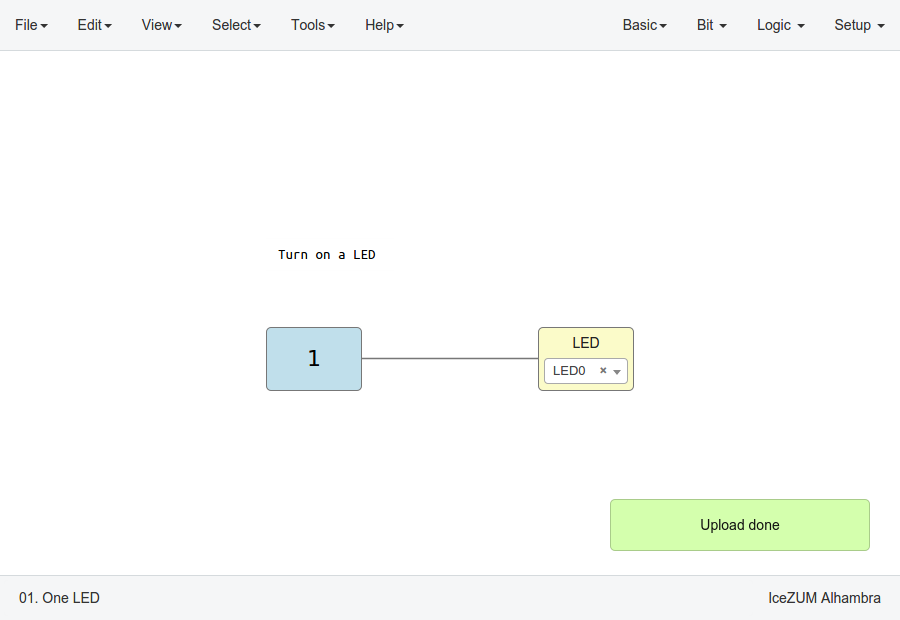 File Edit View Select Tools Help Basic Bit Logic Setup
Turn on a LED
1
LED
LED0 ×
Upload done
01. One LED IceZUM Alhambra